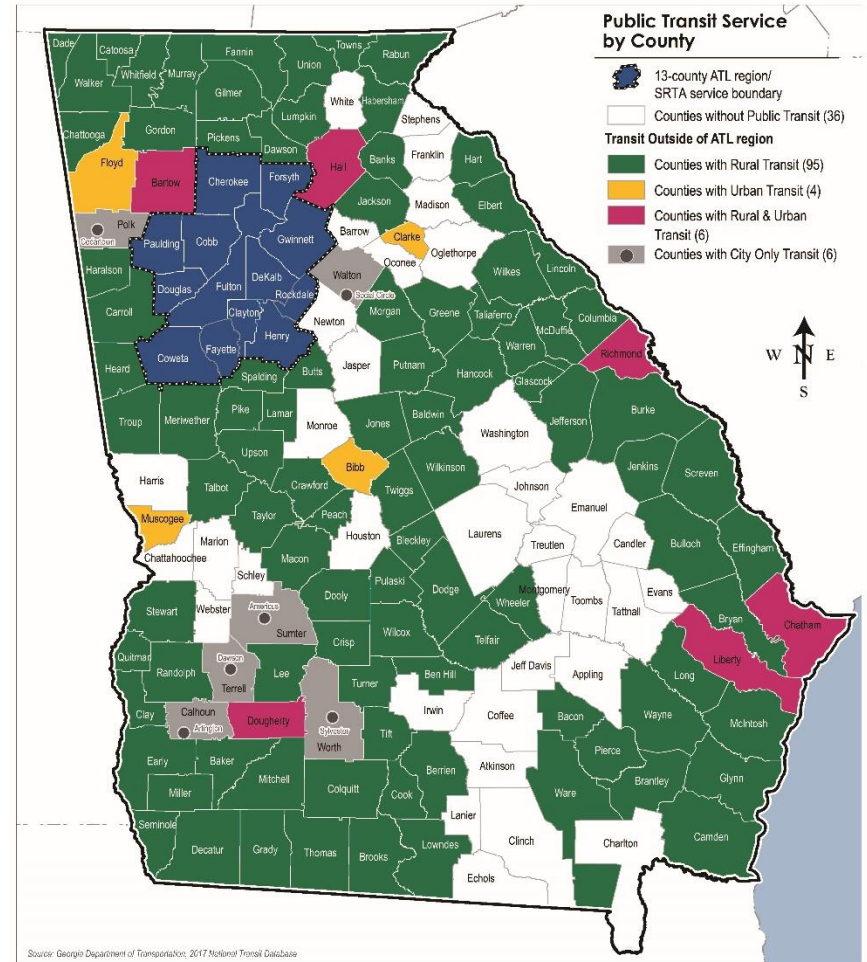 Public Transit Service
by County
13-county ATL region/
SRTA service boundary
Counties without Public Transit (36)
Transit Outside of ATL region
Counties with Rural Transit (95)
Counties with Urban Transit (4)
Counties with Rural & Urban
Transit (6)
Counties with City Only Transit (6)
N
W
E
S
Dade
Catoosa
Walker
Whitfield
Murray
Fannin
Gilmer
Union
Towns
Rabun
Lumpkin
White
Habersham
Stephens
Chattooga
Gordon
Pickens
Dawson
Hall
Banks
Franklin
Hart
Floyd
Bartow
Cherokee
Forsyth
Jackson
Madison
Elbert
Polk
Cedartown
Paulding
Cobb
Gwinnett
Barrow
Clarke
Oconee
Oglethorpe
Haralson
Douglas
Fulton
DeKalb
Rockdale
Walton
Social Circle
Wilkes
Lincoln
Carroll
Clayton
Henry
Newton
Morgan
Greene
Taliaferro
McDuffie
Columbia
Coweta
Fayette
Heard
Spalding
Butts
Jasper
Putnam
Hancock
Warren
Glascock
Richmond
Troup
Meriwether
Pike
Lamar
Monroe
Jones
Baldwin
Washington
Jefferson
Burke
Upson
Bibb
Wilkinson
Harris
Talbot
Crawford
Twiggs
Johnson
Jenkins
Screven
Muscogee
Taylor
Peach
Houston
Bleckley
Laurens
Emanuel
Treutlen
Candler
Bulloch
Effingham
Chattahoochee
Marion
Macon
Schley
Pulaski
Dodge
Wheeler
Montgomery
Toombs
Tattnall
Evans
Bryan
Chatham
Stewart
Webster
Americus
Sumter
Dooly
Wilcox
Telfair
Liberty
Long
Quitman
Randolph
Dawson
Terrell
Lee
Crisp
Turner
Ben Hill
Jeff Davis
Appling
Wayne
McIntosh
Clay
Calhoun
Arlington
Dougherty
Sylvester
Worth
Tift
Irwin
Coffee
Bacon
Pierce
Early
Baker
Mitchell
Miller
Colquitt
Cook
Berrien
Atkinson
Ware
Brantley
Glynn
Seminole
Decatur
Grady
Thomas
Brooks
Lowndes
Lanier
Clinch
Echols
Charlton
Camden
Source: Georgia Department of Transportation, 2017 National Transit Database